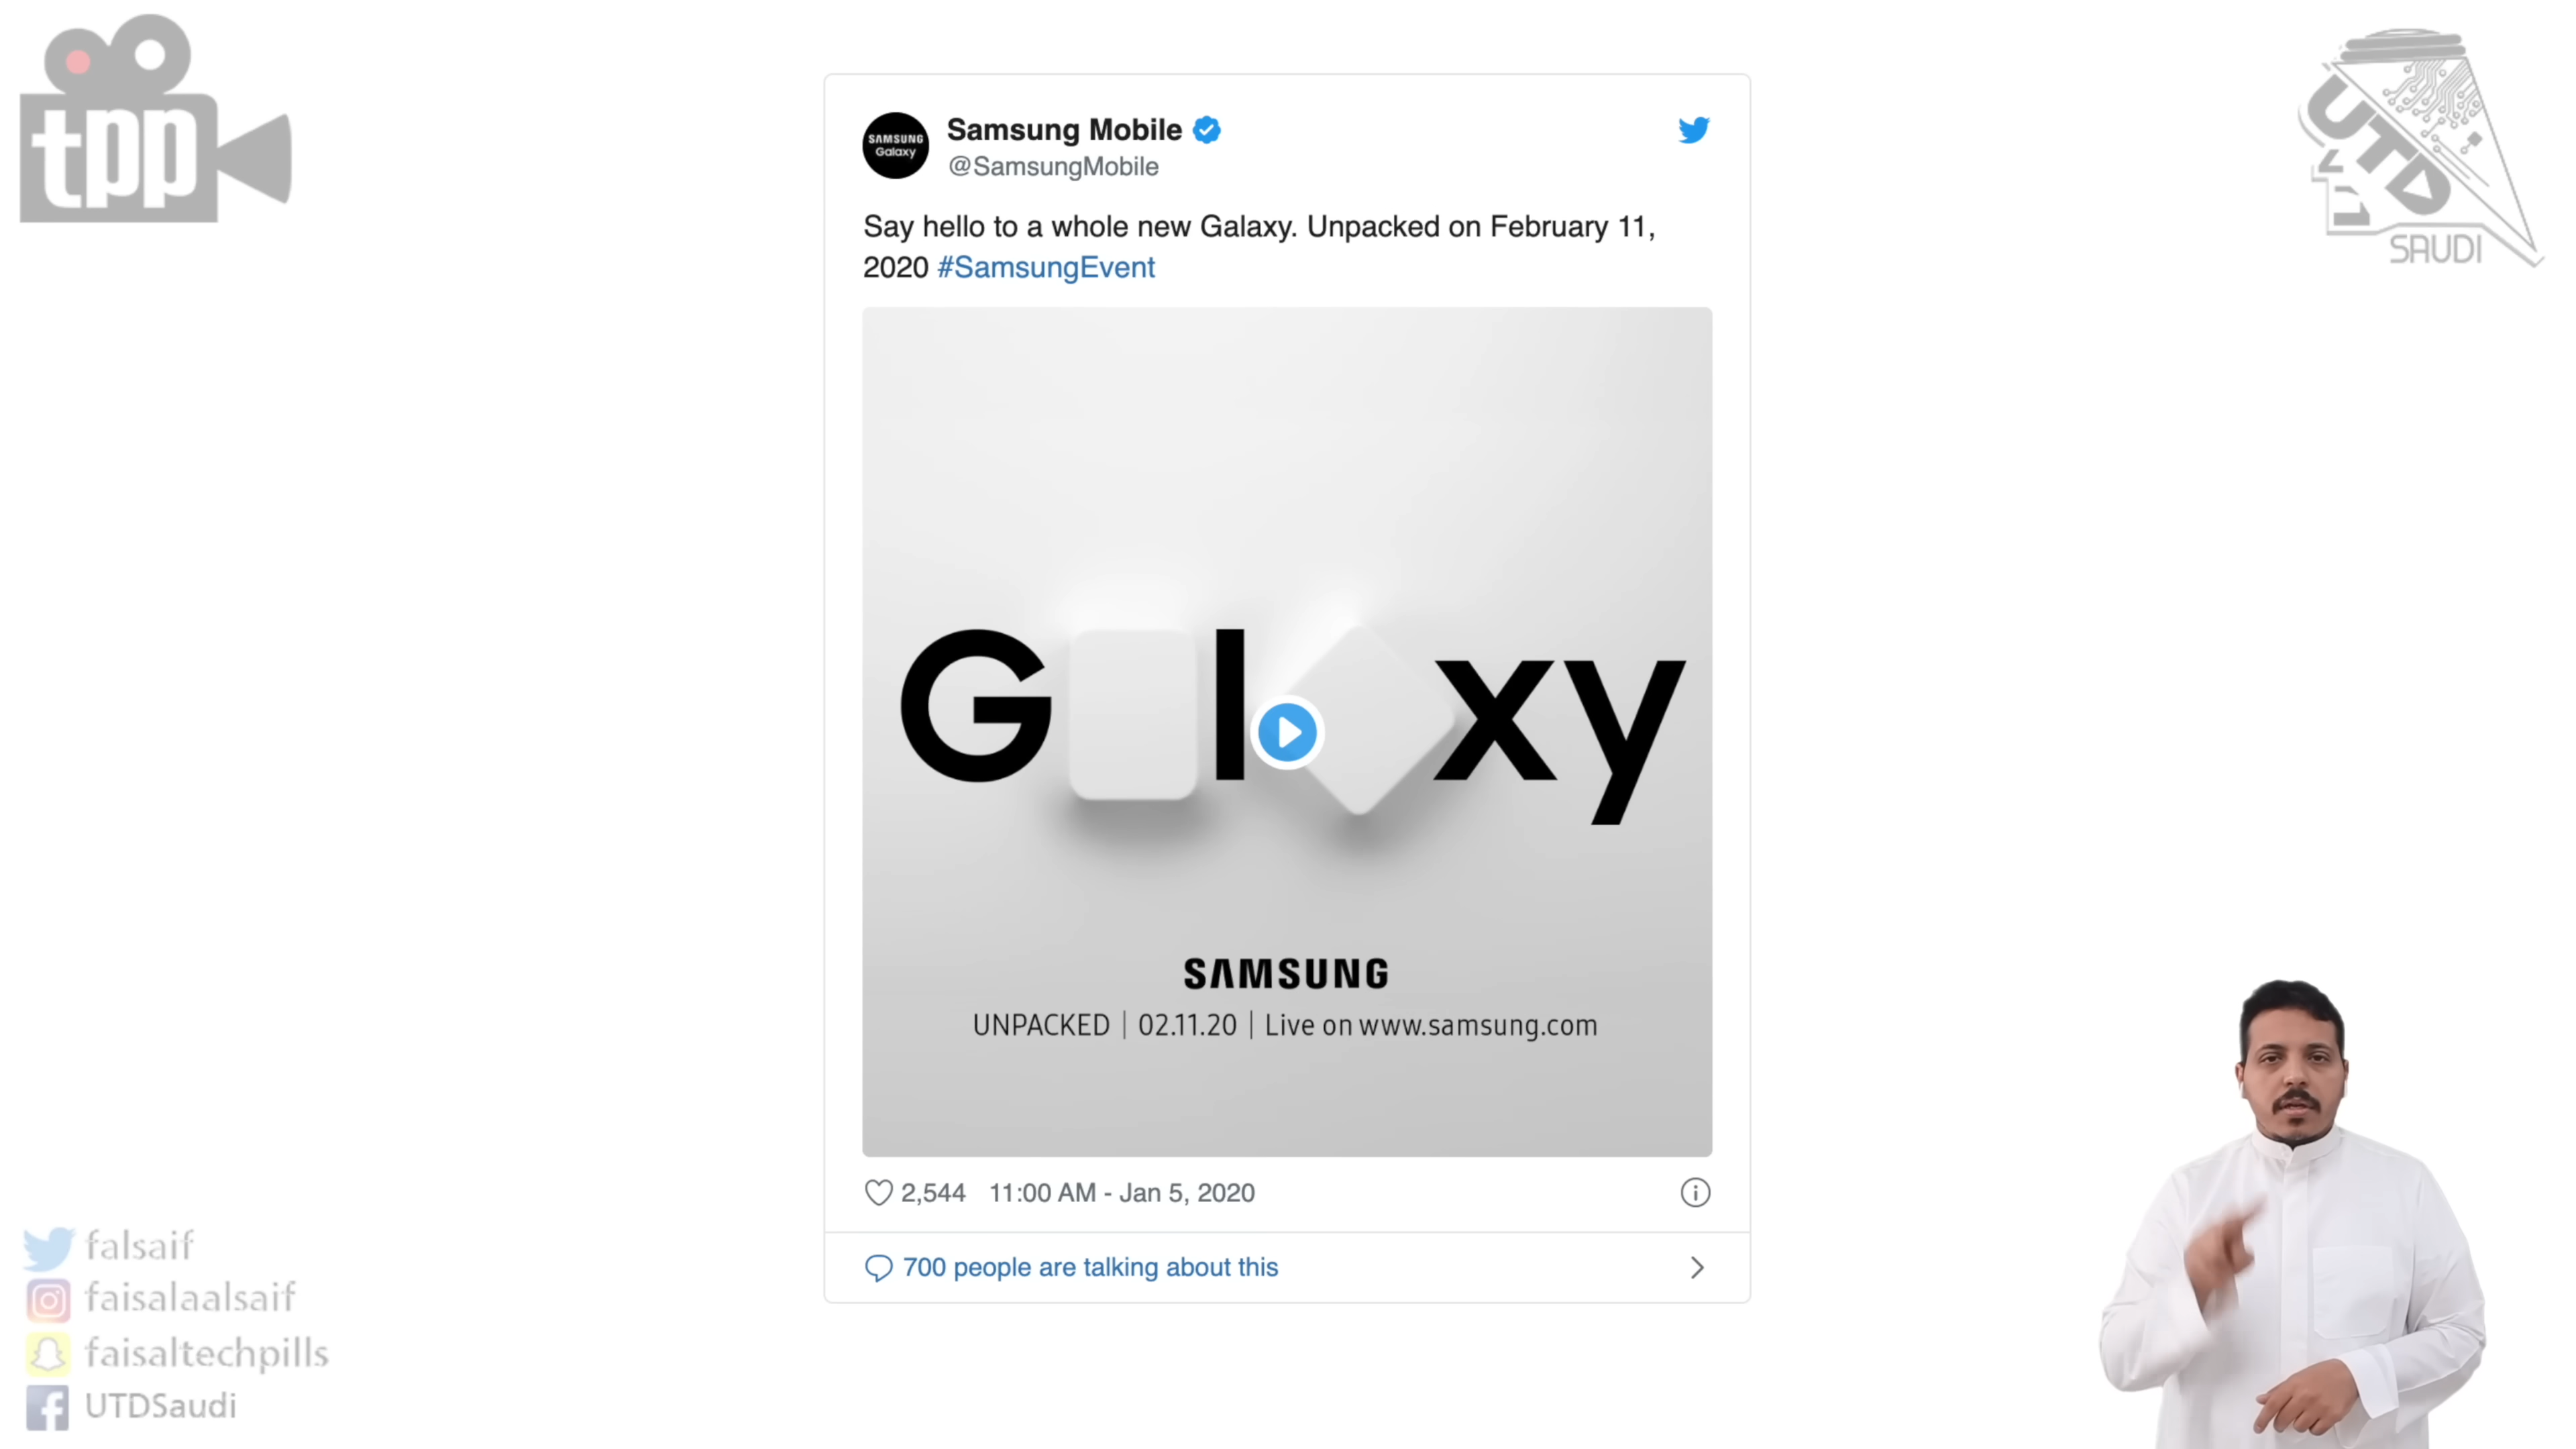 tpp
UTD
SAUDI
SAMSUNG
Galaxy
Samsung Mobile
@SamsungMobile
Say hello to a whole new Galaxy. Unpacked on February 11,
2020 #SamsungEvent
G l xy
SAMSUNG
UNPACKED | 02.11.20 | Live on www.samsung.com
2,544 11:00 AM - Jan 5, 2020
700 people are talking about this
falsaif
faisalaalsaif
faisaltechpills
UTDSaudi